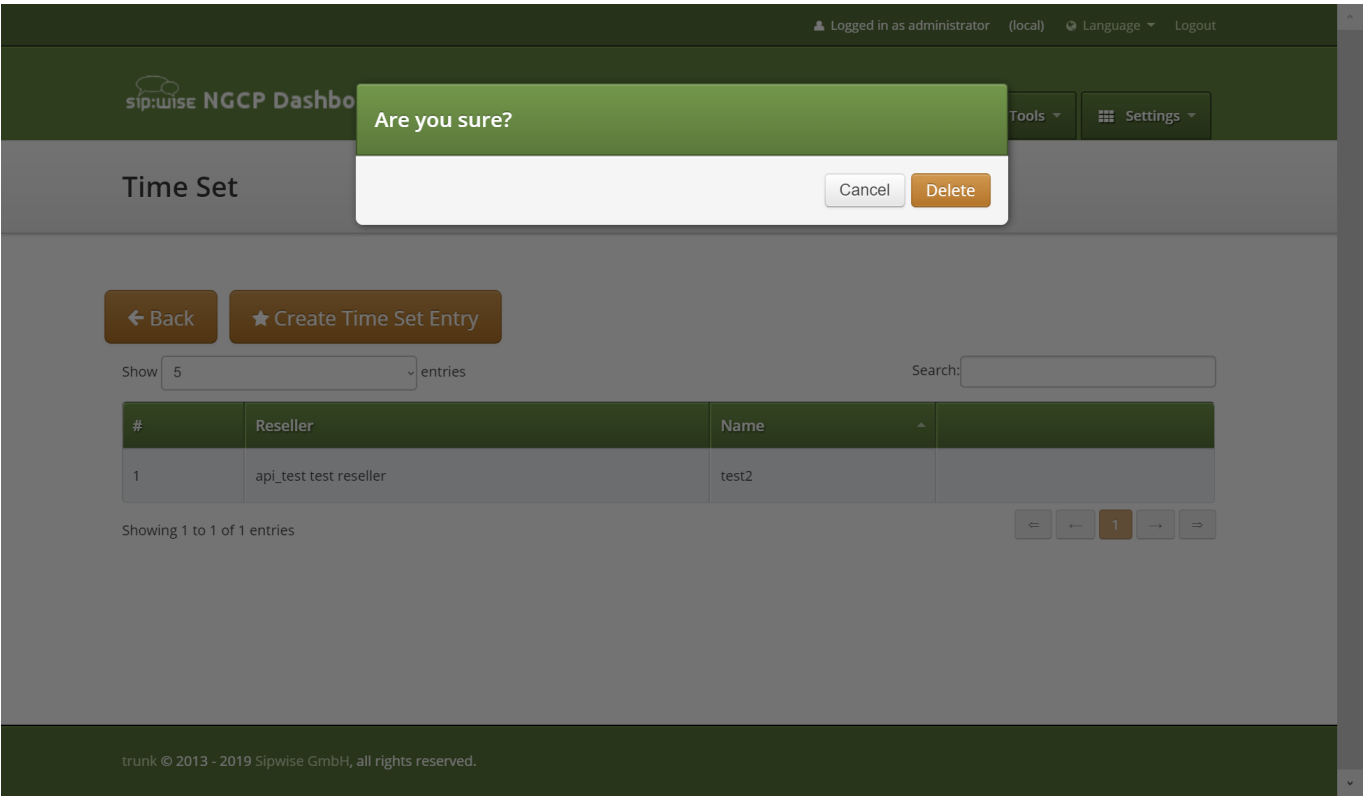 Logged in as administrator (local) Language Logout
sip:wise NGCP Dashbo
Tools Settings
Are you sure?
Cancel Delete
Time Set
Back Create Time Set Entry
Show 5 entries Search:
# Reseller Name
1 api_test test reseller test2
Showing 1 to 1 of 1 entries
⇐ ← 1 → ⇒
trunk © 2013 - 2019 Sipwise GmbH, all rights reserved.